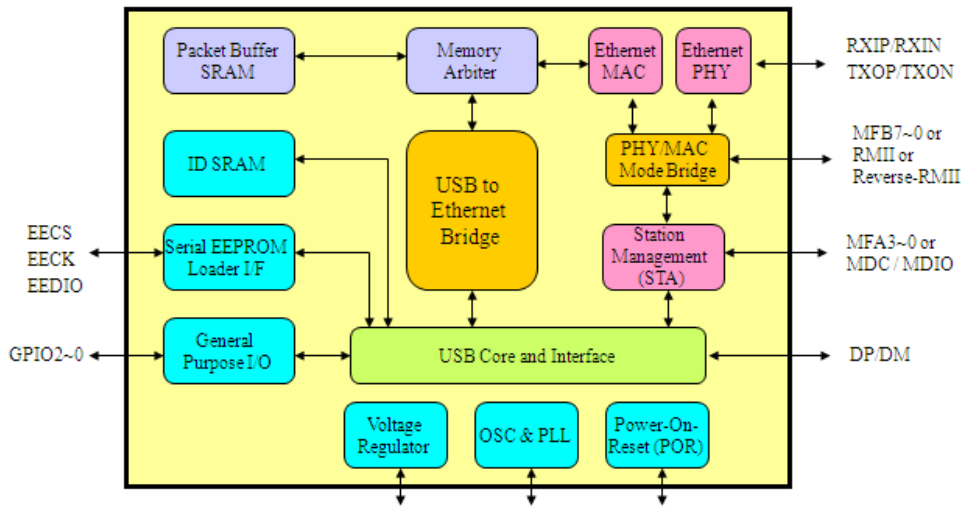 Packet Buffer
SRAM
Memory
Arbiter
Ethernet
MAC
Ethernet
PHY
RXIP/RXIN
TXOP/TXON
ID SRAM
USB to
Ethernet
Bridge
PHY/MAC
Mode Bridge
MFB7~0 or
RMII or
Reverse-RMII
EECS
EECK
EEDIO
Serial EEPROM
Loader I/F
Station
Management
(STA)
MFA3~0 or
MDC / MDIO
GPIO2~0
General
Purpose I/O
USB Core and Interface
DP/DM
Voltage
Regulator
OSC & PLL
Power-On-
Reset (POR)